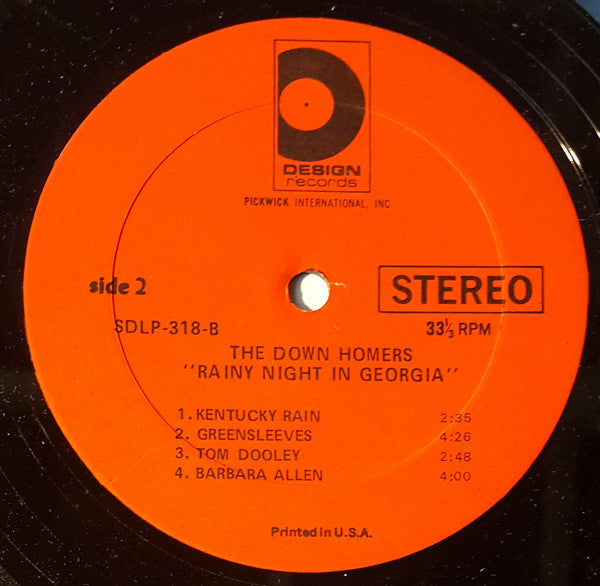 DESIGN
records
PICKWICK INTERNATIONAL, INC.
side 2
STEREO
SDLP-318-B
33⅓ RPM
THE DOWN HOMERS
"RAINY NIGHT IN GEORGIA"
1. KENTUCKY RAIN 2:35
2. GREENSLEEVES 4:26
3. TOM DOOLEY 2:48
4. BARBARA ALLEN 4:00
Printed in U.S.A.